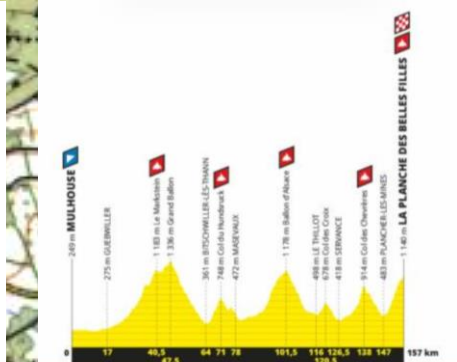 249 m MULHOUSE
275 m GUEBWILLER
1 183 m Le Markstein
1 336 m Grand Ballon
361 m BITSCHWILLER-LÈS-THANN
748 m Col du Hundsruck
472 m MASEVAUX
1 178 m Ballon d'Alsace
498 m LE THILLOT
678 m Col des Croix
418 m SERVANCE
914 m Col des Chevrères
483 m PLANCHER-LES-MINES
1 140 m LA PLANCHE DES BELLES FILLES
0 17 40,5 64 71 78 101,5 116 126,5 138 147 157 km
47,5 120,5